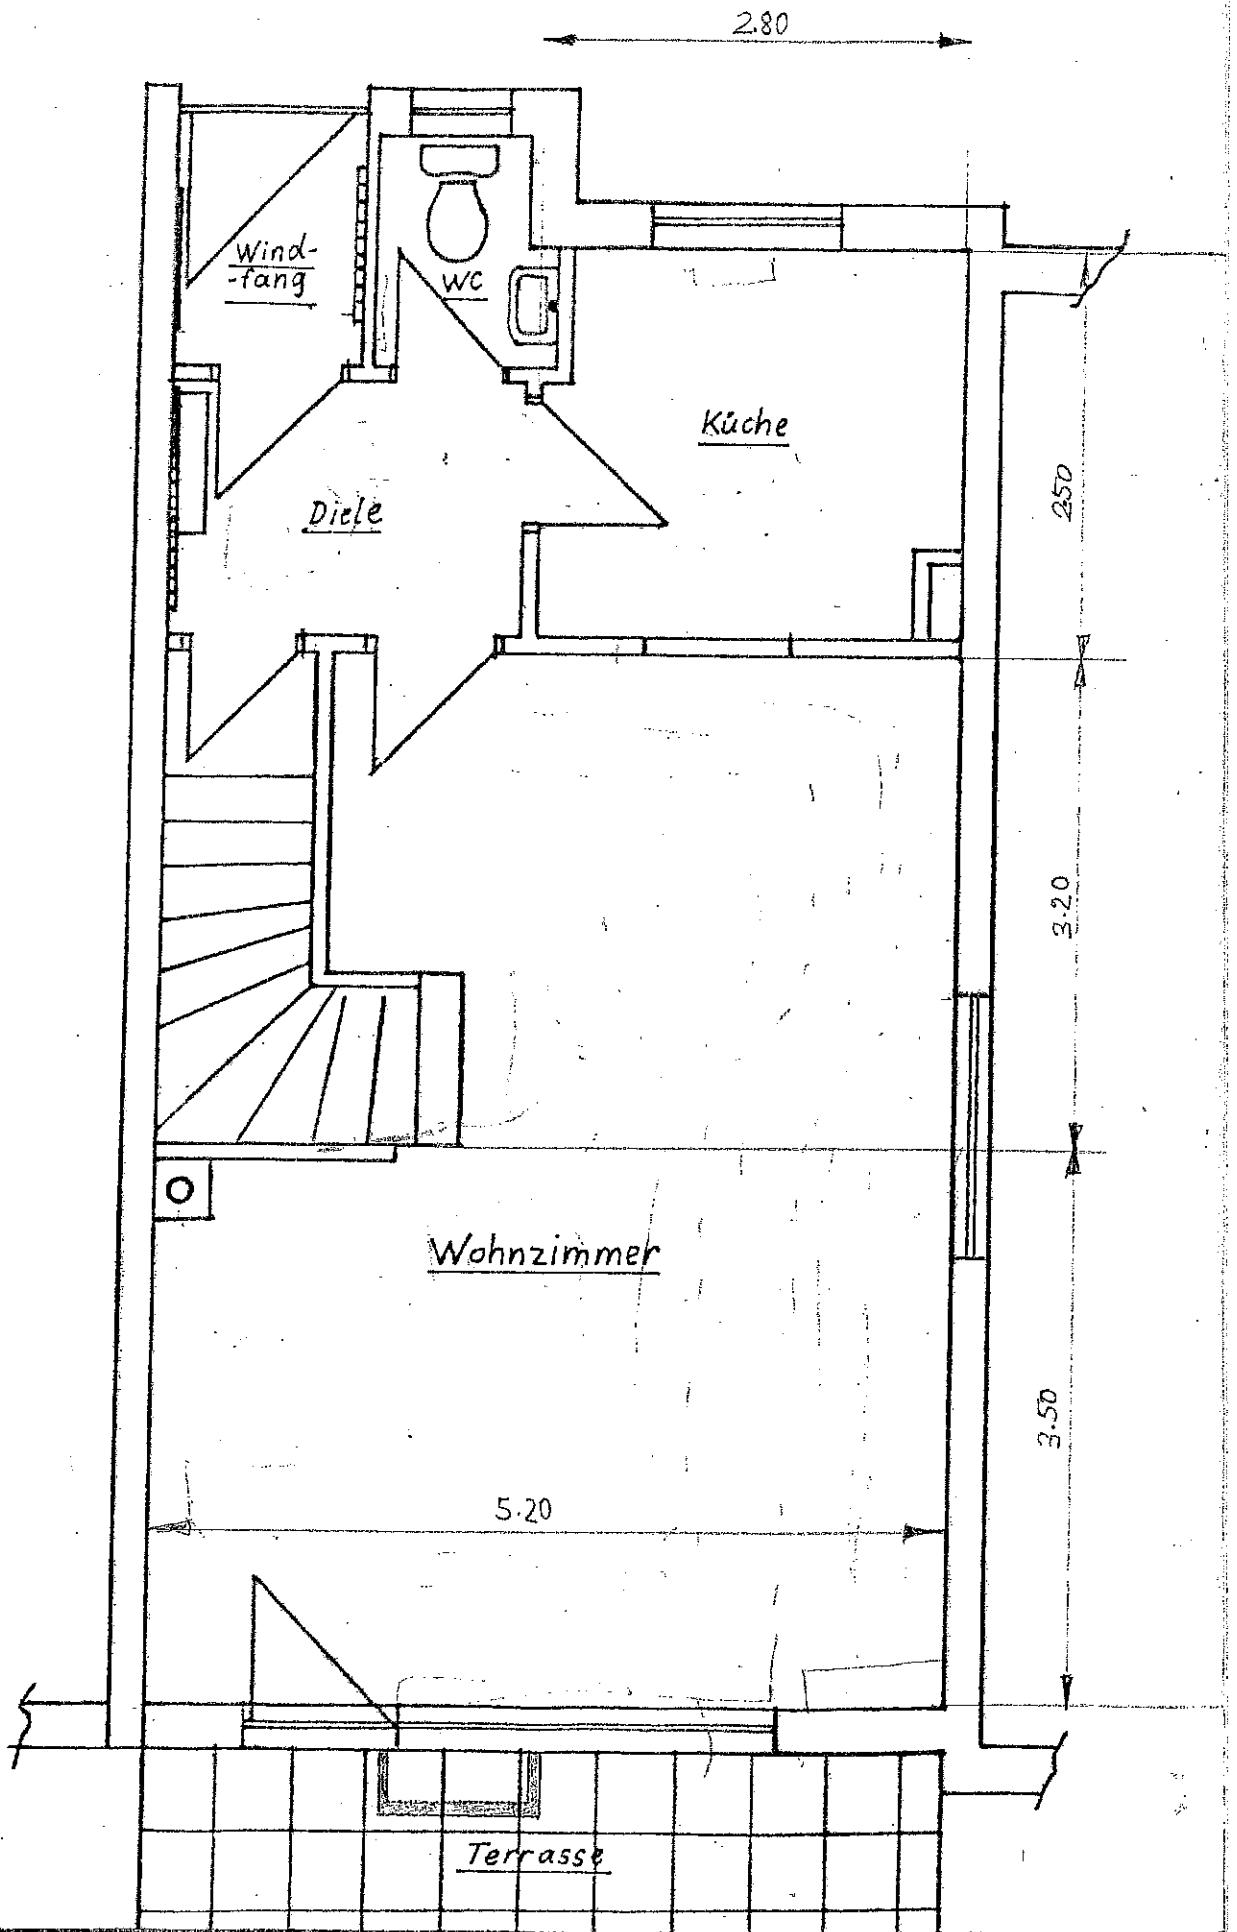 2.80
Wind-
-fang
WC
Küche
Diele
250
3.20
Wohnzimmer
3.50
5.20
Terrasse